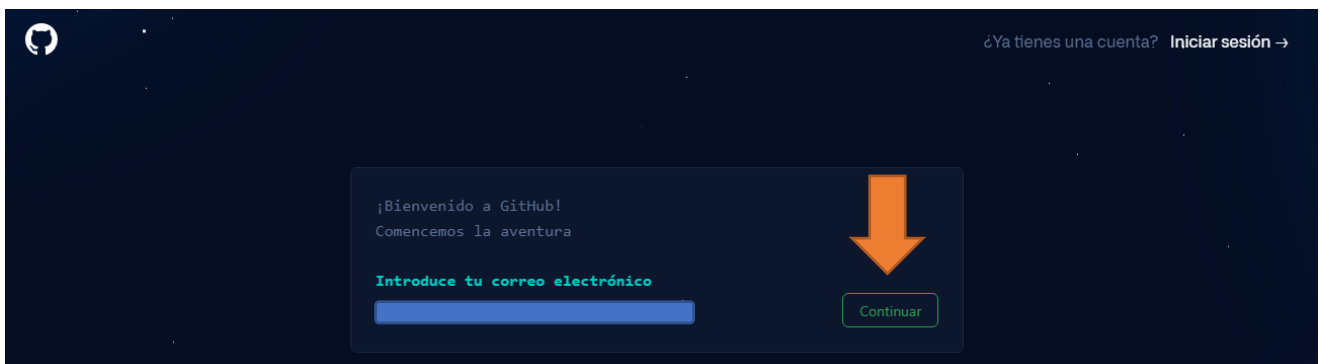 ¿Ya tienes una cuenta? Iniciar sesión →
¡Bienvenido a GitHub!
Comencemos la aventura
Introduce tu correo electrónico
Continuar